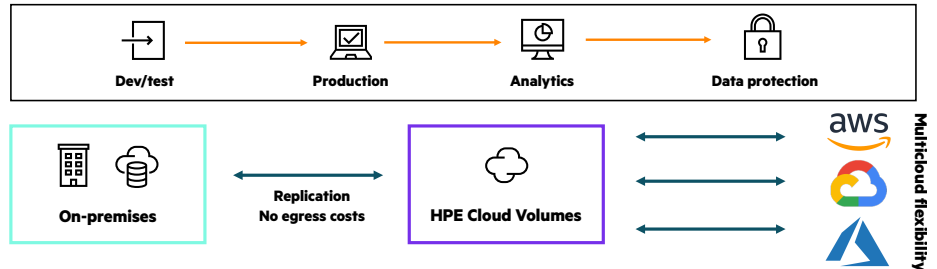 Dev/test
Production
Analytics
Data protection
On-premises
Replication
No egress costs
HPE Cloud Volumes
aws
Multicloud flexibility